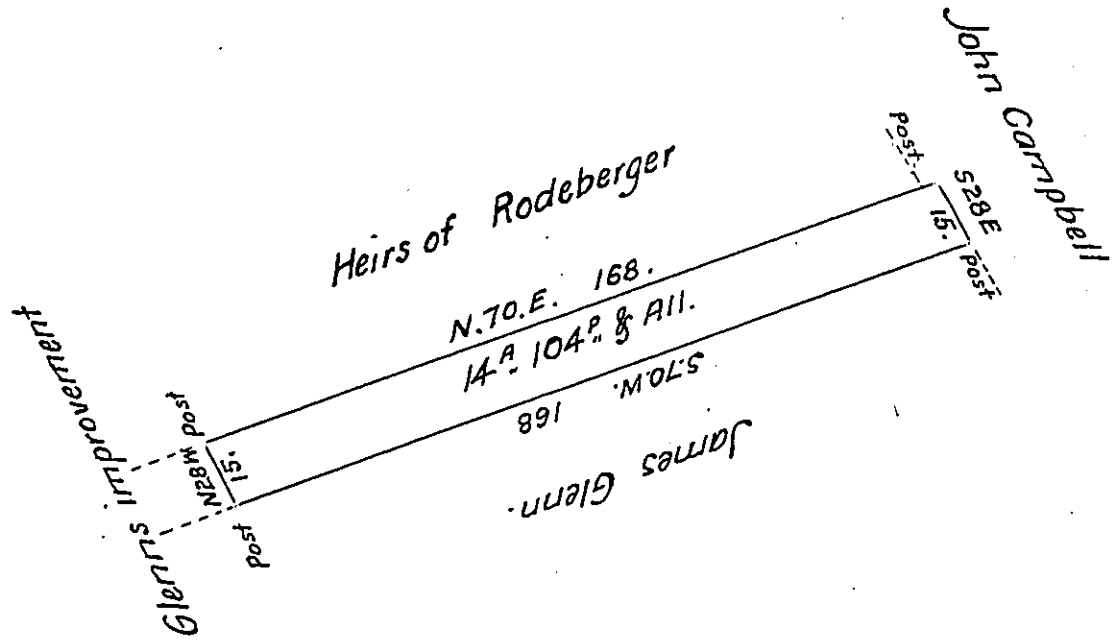 John Campbell
Post
S28E
15.
Post
Heirs of Rodeberger
N.70.E. 168.
14A. 104P. & All.
S.70.W. 168
James Glenn.
Glenns Improvement
Post
N28W
15.
Post